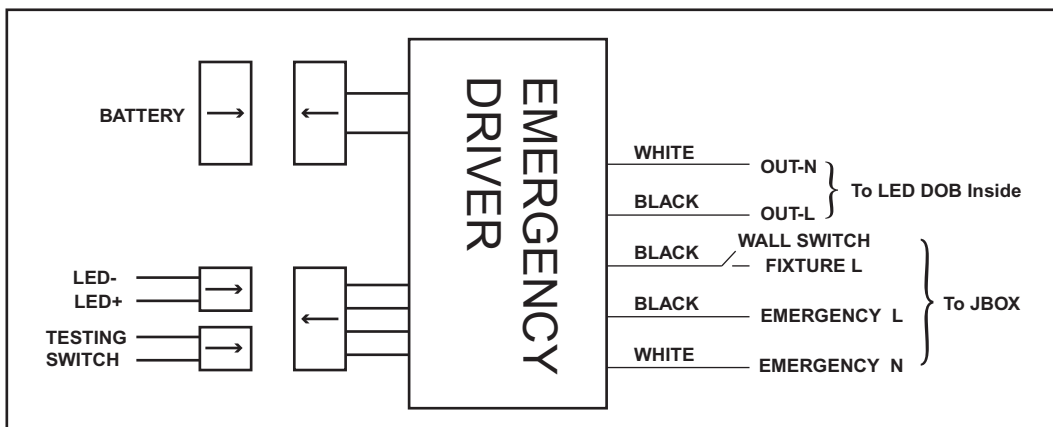 BATTERY
LED-
LED+
TESTING
SWITCH
EMERGENCY
DRIVER
WHITE
OUT-N
BLACK
OUT-L
To LED DOB Inside
WALL SWITCH
BLACK
FIXTURE L
BLACK
EMERGENCY L
To JBOX
WHITE
EMERGENCY N